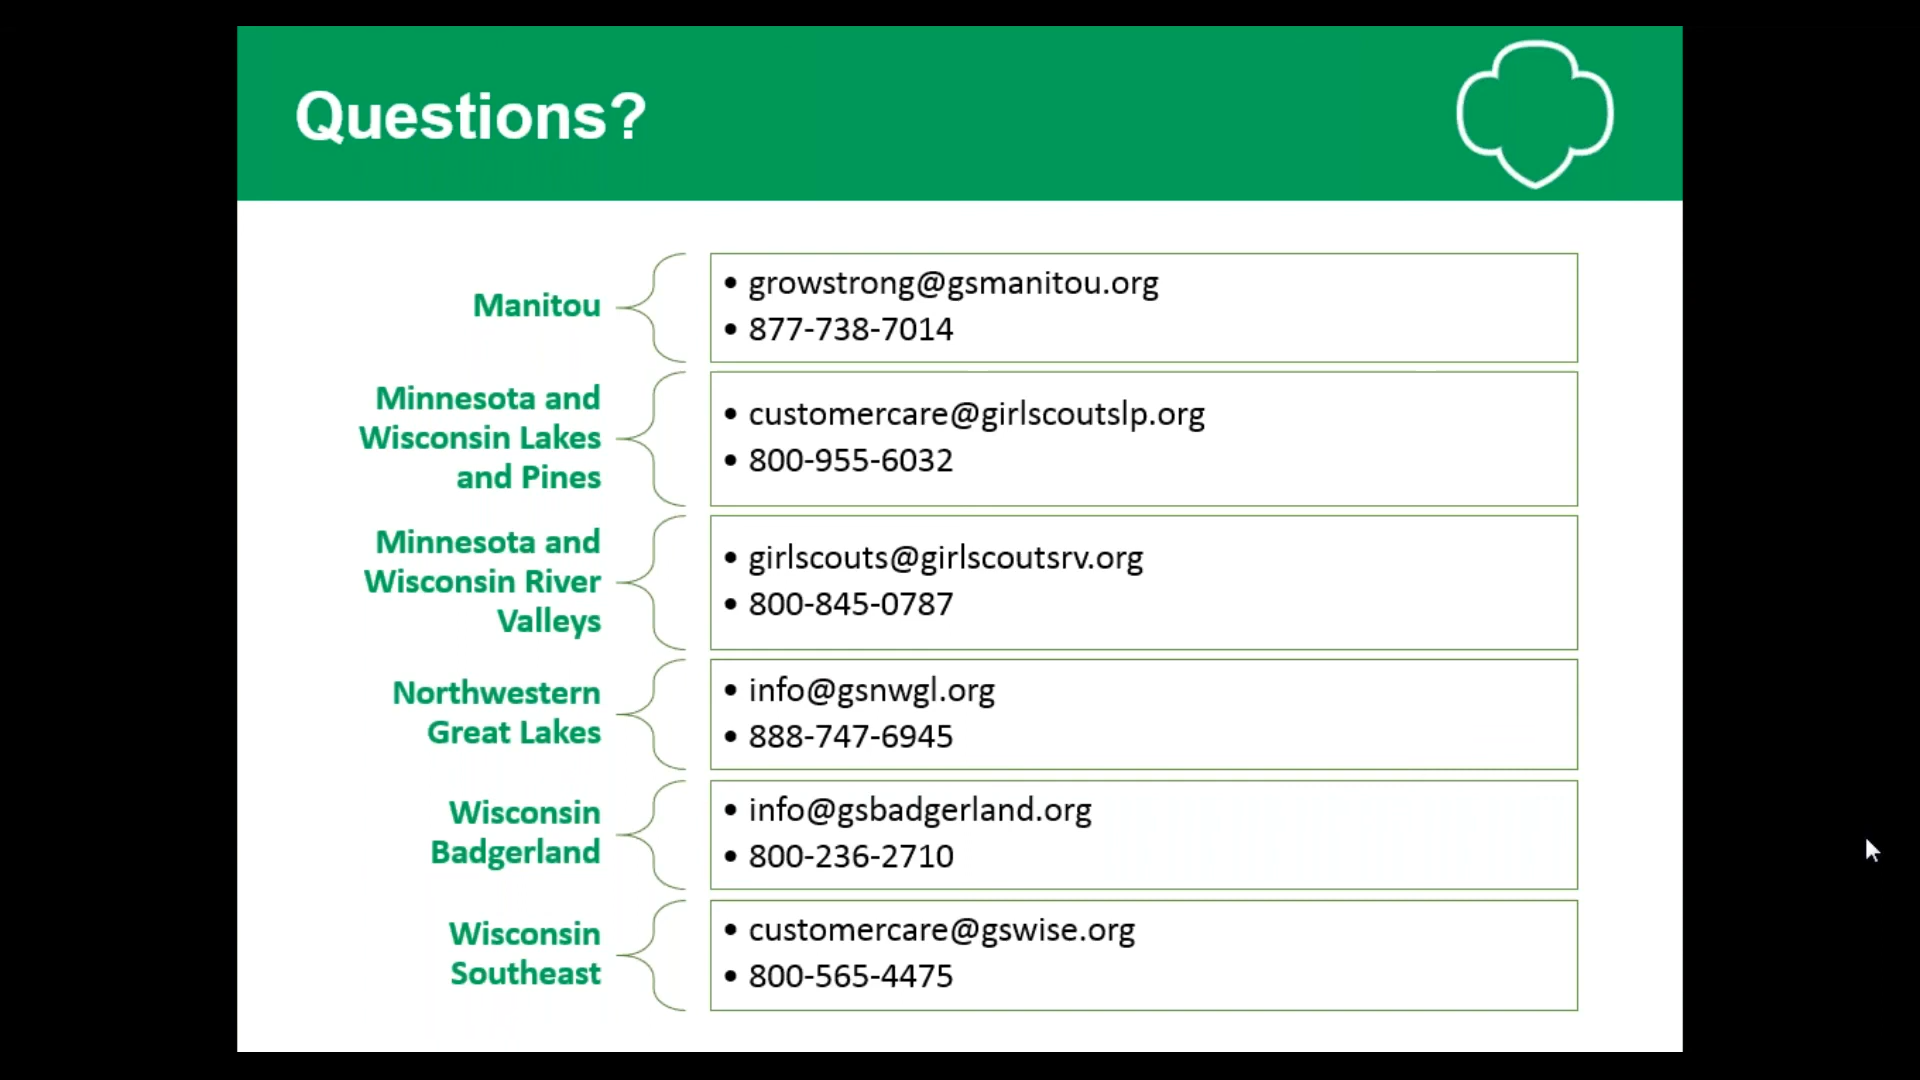 Questions?
Manitou
• growstrong@gsmanitou.org
• 877-738-7014
Minnesota and
Wisconsin Lakes
and Pines
• customercare@girlscoutslp.org
• 800-955-6032
Minnesota and
Wisconsin River
Valleys
• girlscouts@girlscoutsrv.org
• 800-845-0787
Northwestern
Great Lakes
• info@gsnwgl.org
• 888-747-6945
Wisconsin
Badgerland
• info@gsbadgerland.org
• 800-236-2710
Wisconsin
Southeast
• customercare@gswise.org
• 800-565-4475